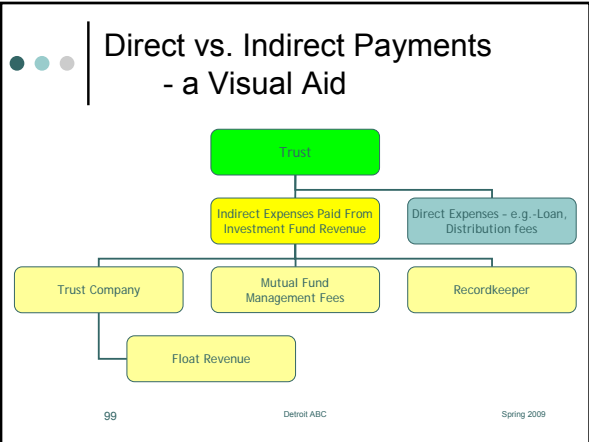 Direct vs. Indirect Payments
- a Visual Aid
Trust
Indirect Expenses Paid From
Investment Fund Revenue
Direct Expenses – e.g.-Loan,
Distribution fees
Trust Company
Mutual Fund
Management Fees
Recordkeeper
Float Revenue
99
Detroit ABC
Spring 2009